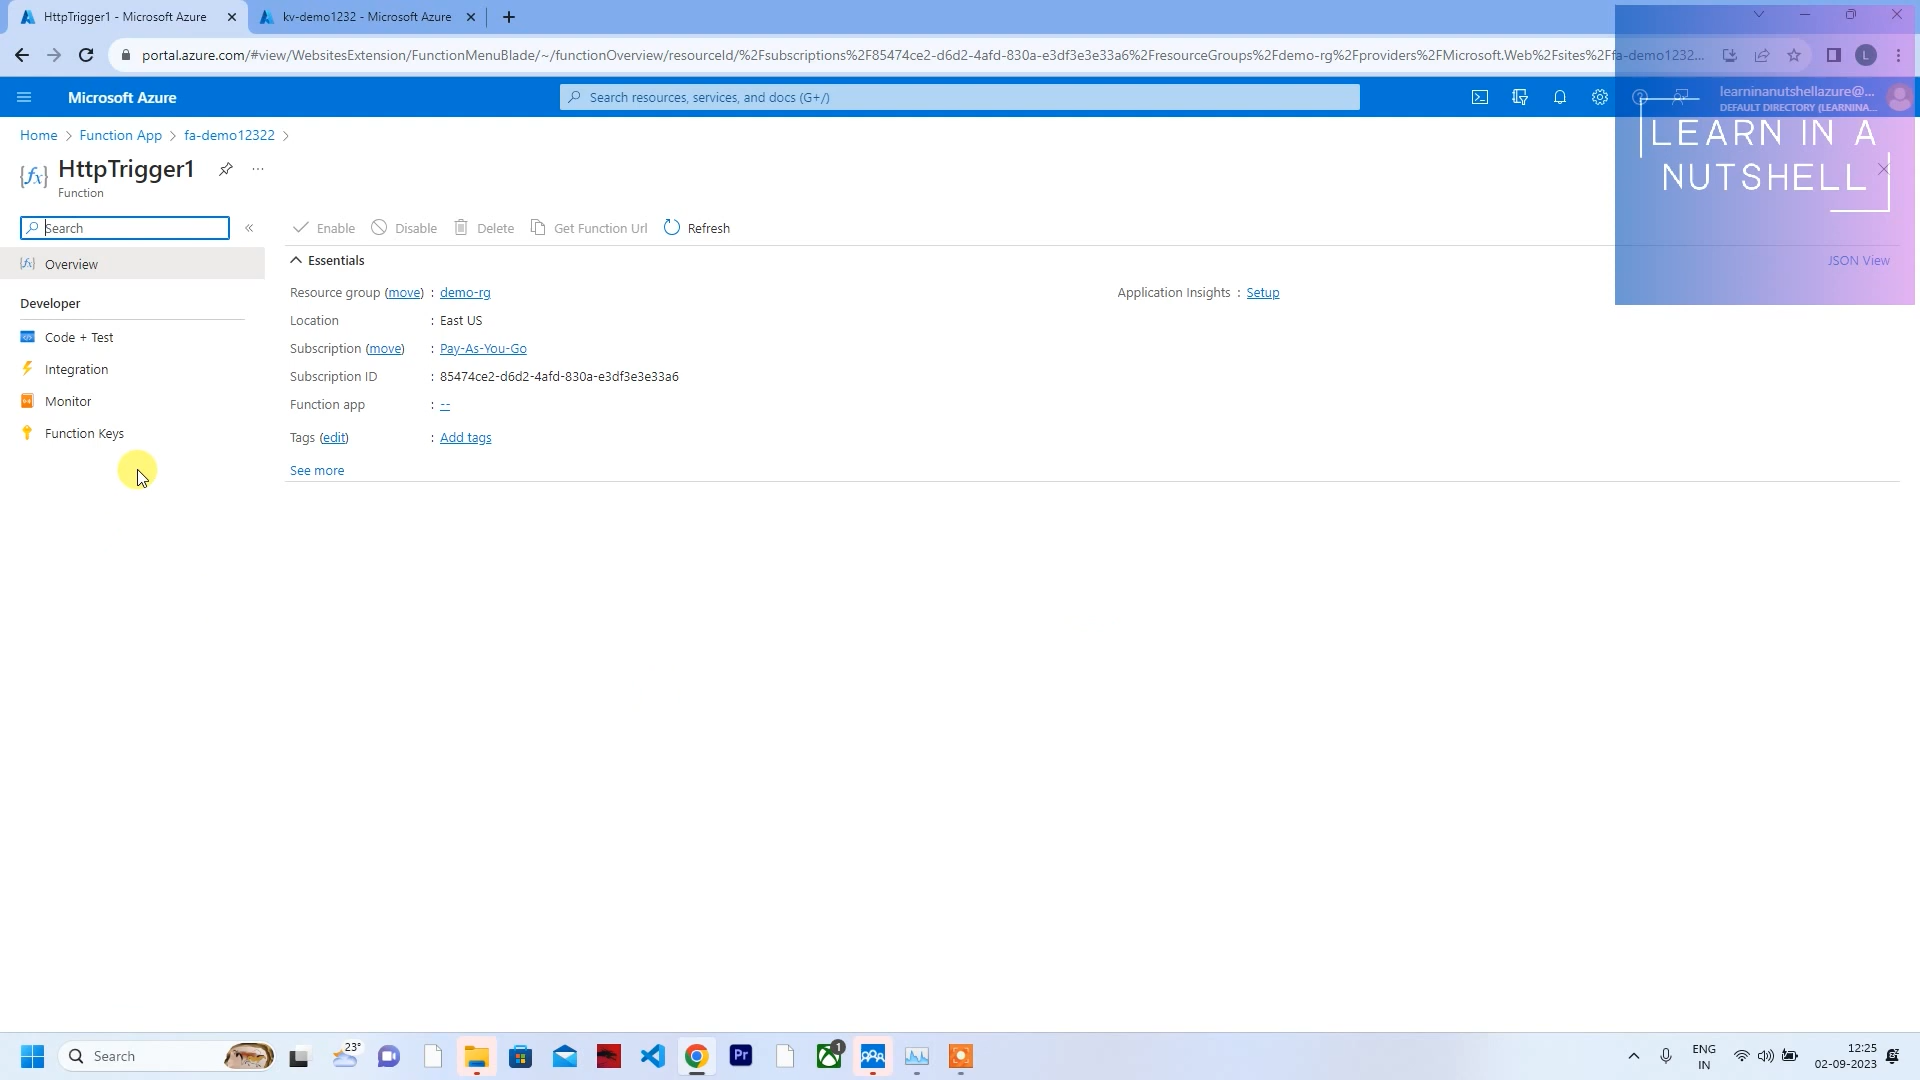 HttpTrigger1 - Microsoft Azure
kv-demo1232 - Microsoft Azure
portal.azure.com/#view/WebsitesExtension/FunctionMenuBlade/~/functionOverview/resourceId/%2Fsubscriptions%2F85474ce2-d6d2-4afd-830a-e3df3e3e33a6%2FresourceGroups%2Fdemo-rg%2Fproviders%2FMicrosoft.Web%2Fsites%2Ffa-demo1232...
L
Microsoft Azure
Search resources, services, and docs (G+/)
learninanutshellazure@...
DEFAULT DIRECTORY (LEARNINA...
LEARN IN A
NUTSHELL
Home > Function App > fa-demo12322 >
HttpTrigger1
...
Function
Search
«
Enable
Disable
Delete
Get Function Url
Refresh
Overview
Developer
Code + Test
Integration
Monitor
Function Keys
Essentials
JSON View
Resource group (move) : demo-rg
Location : East US
Subscription (move) : Pay-As-You-Go
Subscription ID : 85474ce2-d6d2-4afd-830a-e3df3e3e33a6
Function app : --
Tags (edit) : Add tags
See more
Application Insights : Setup
Search
23°
Pr
1
ENG
IN
12:25
02-09-2023